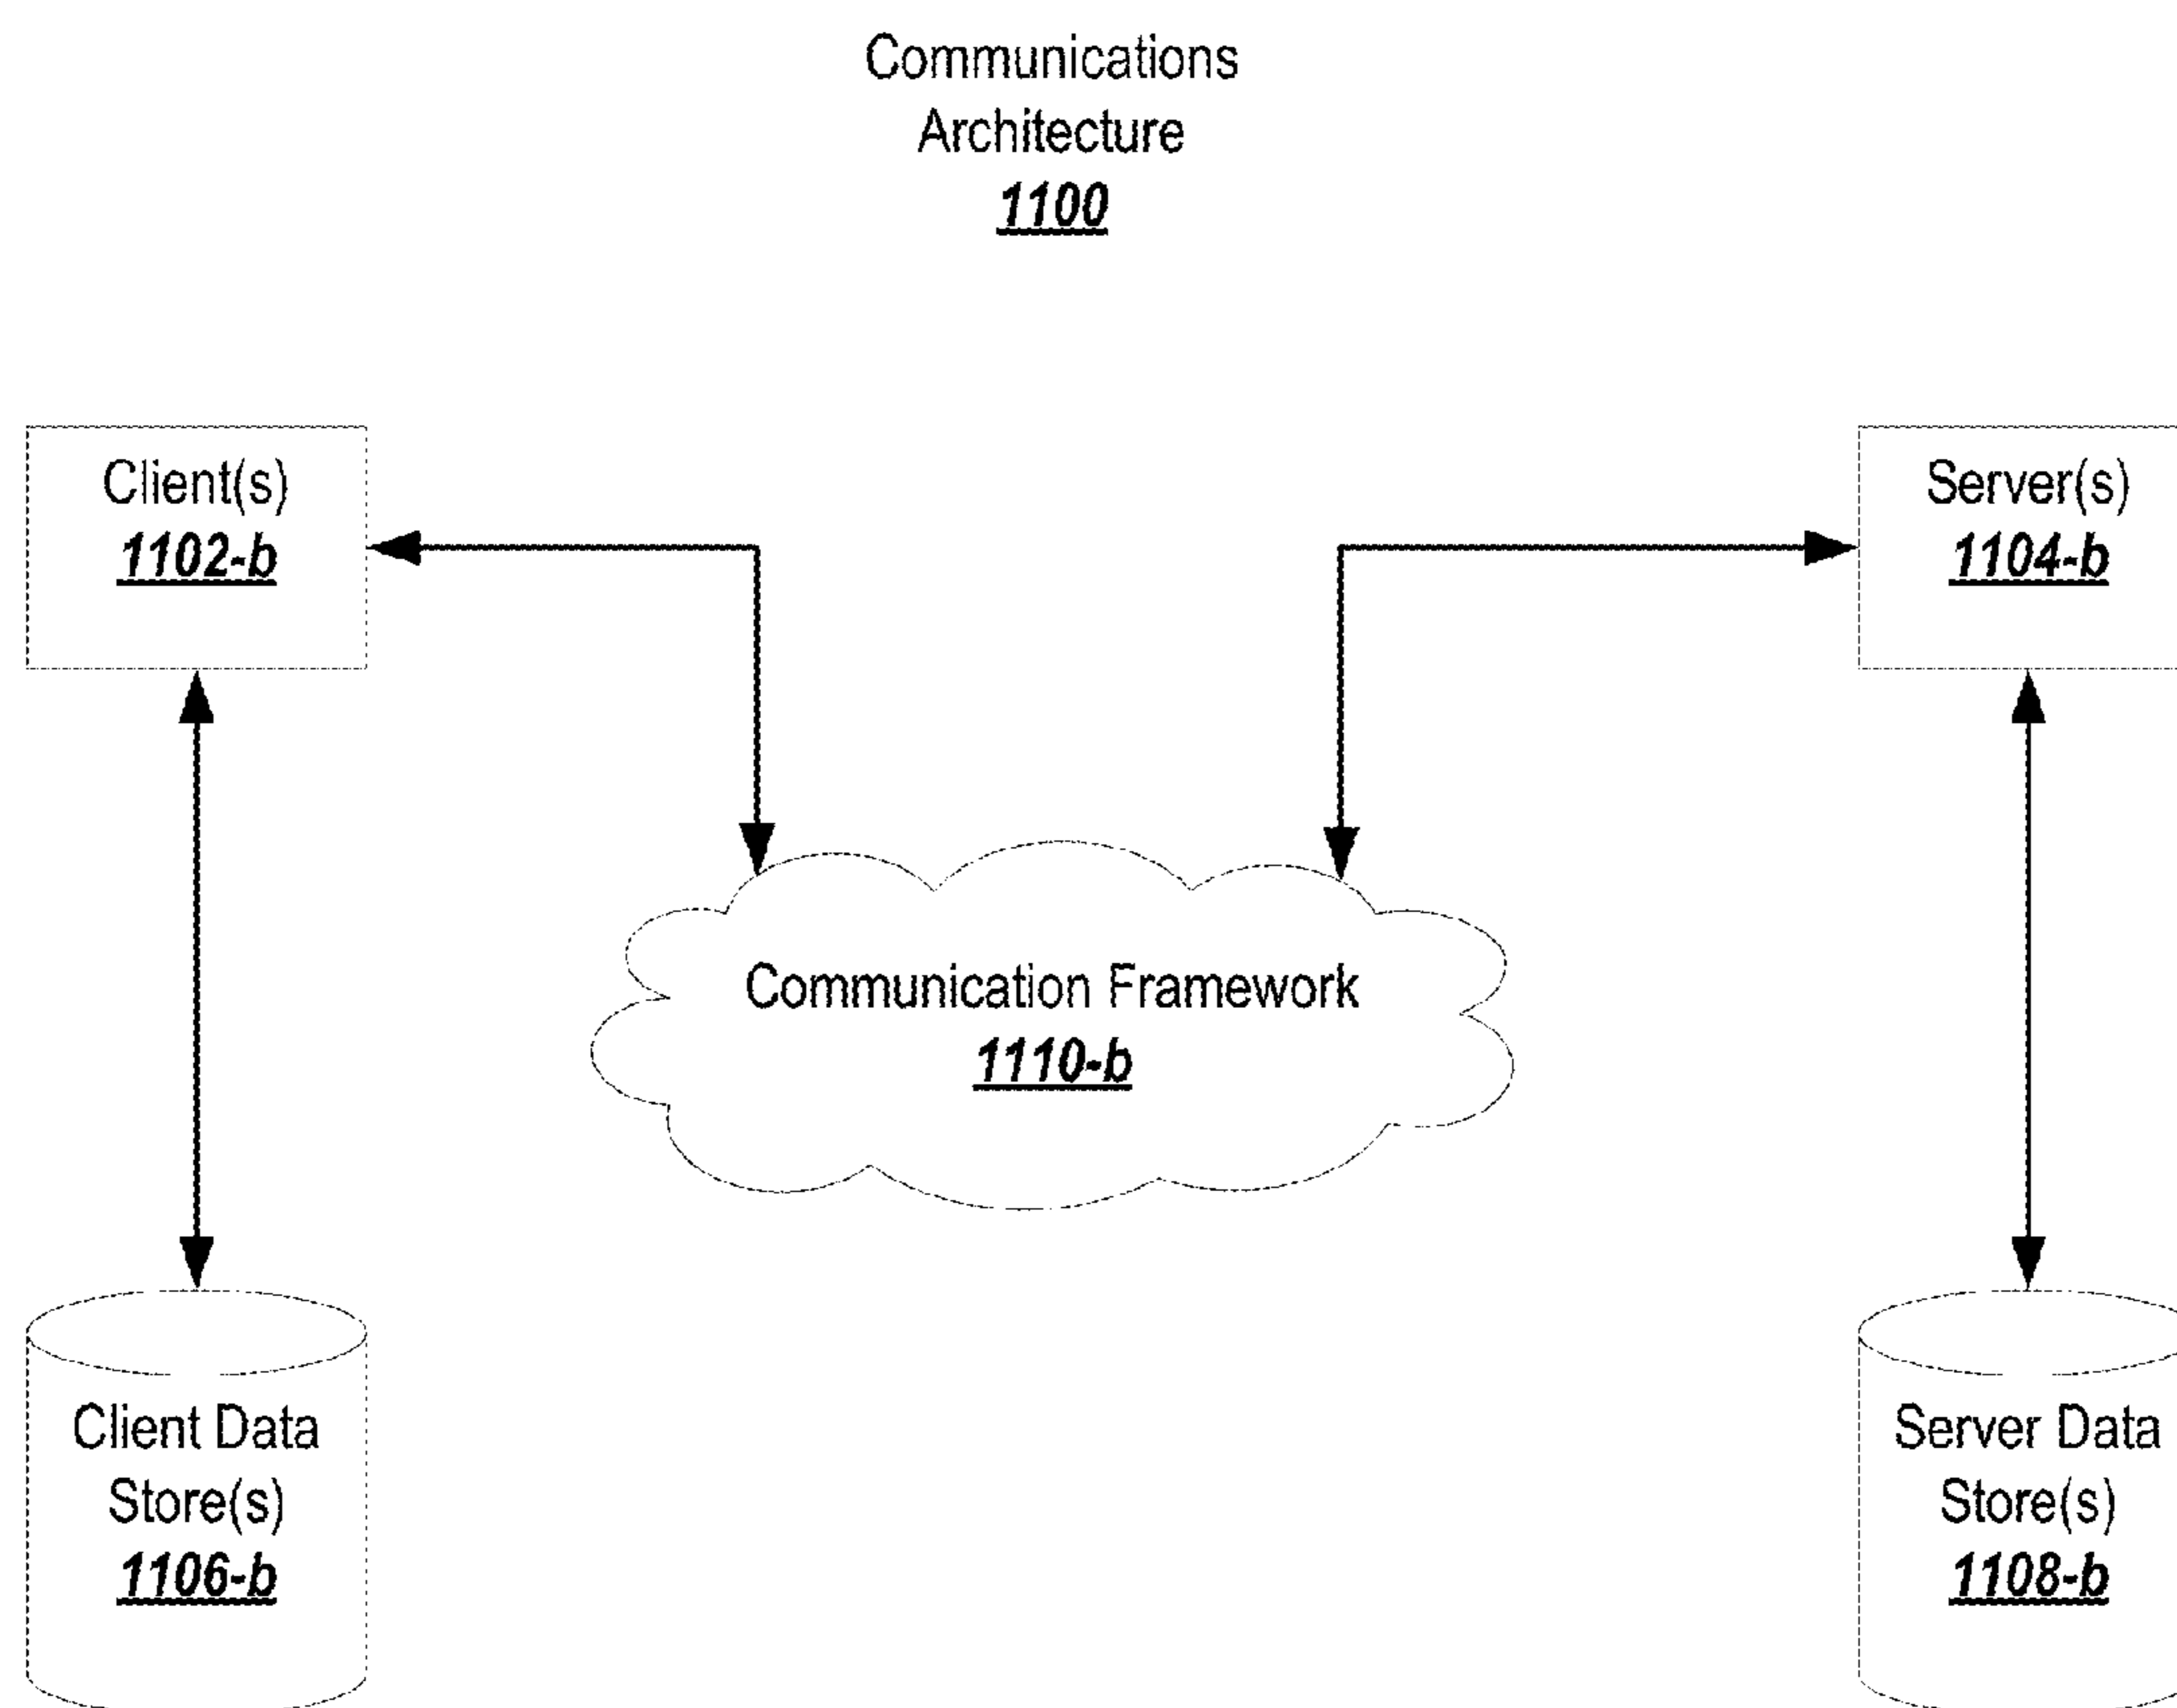 Communications
Architecture
1100
Client(s)
1102-b
Server(s)
1104-b
Communication Framework
1110-b
Client Data
Store(s)
1106-b
Server Data
Store(s)
1108-b